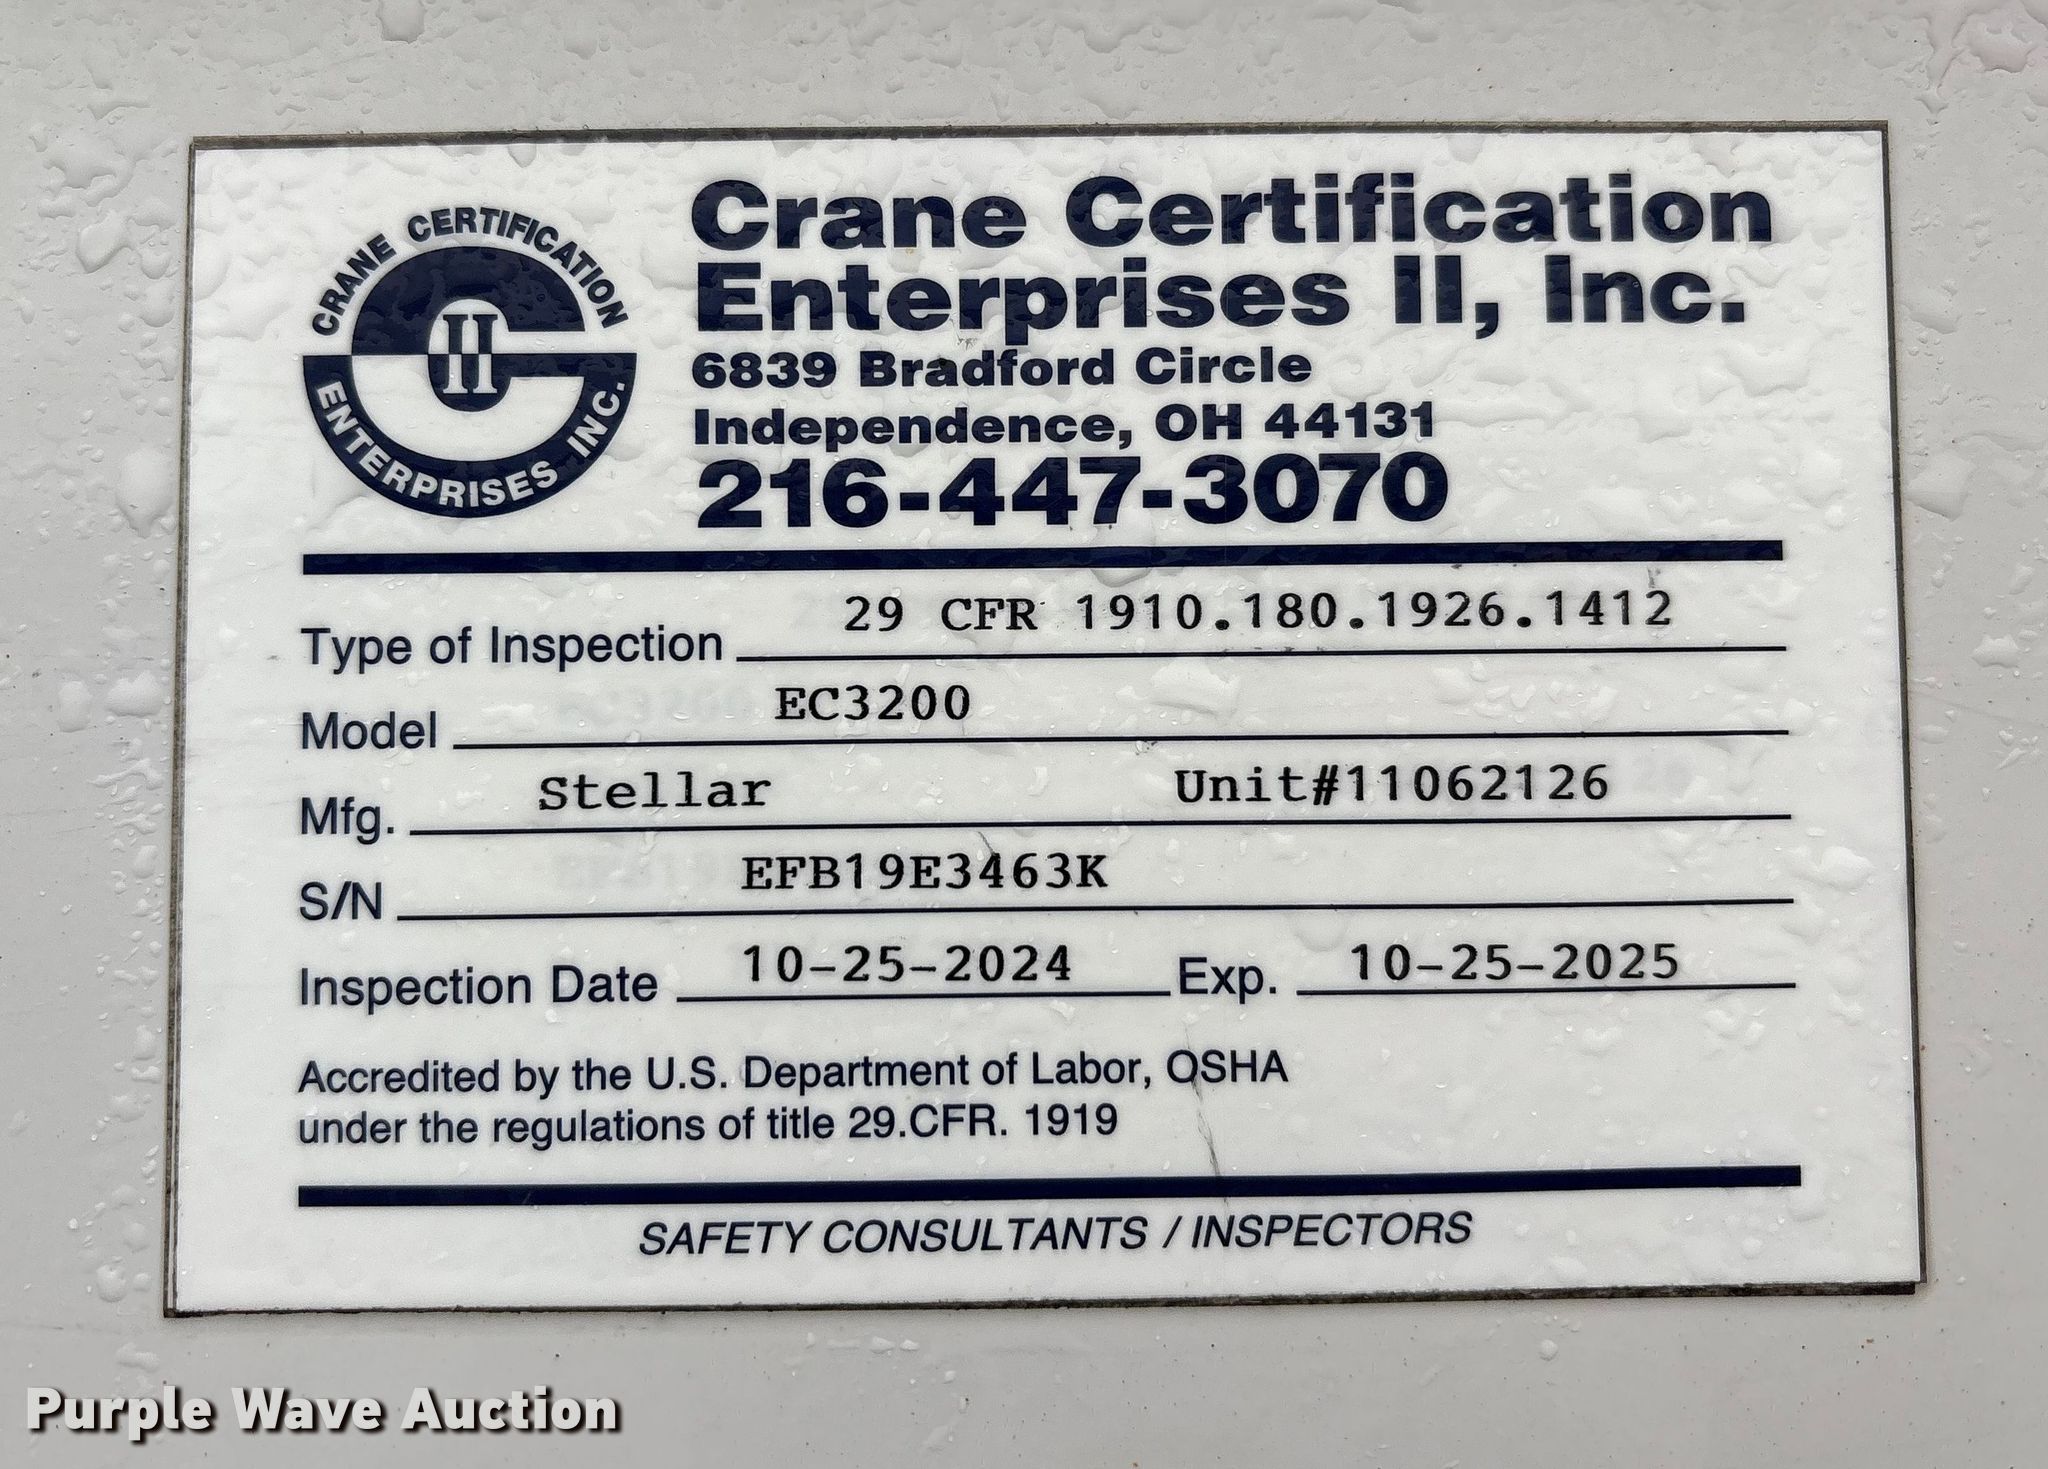 CRANE CERTIFICATION
II
ENTERPRISES INC.
Crane Certification
Enterprises II, Inc.
6839 Bradford Circle
Independence, OH 44131
216-447-3070
Type of Inspection 29 CFR 1910.180.1926.1412
Model EC3200
Mfg. Stellar Unit#11062126
S/N EFB19E3463K
Inspection Date 10-25-2024 Exp. 10-25-2025
Accredited by the U.S. Department of Labor, OSHA
under the regulations of title 29.CFR. 1919
SAFETY CONSULTANTS / INSPECTORS
Purple Wave Auction